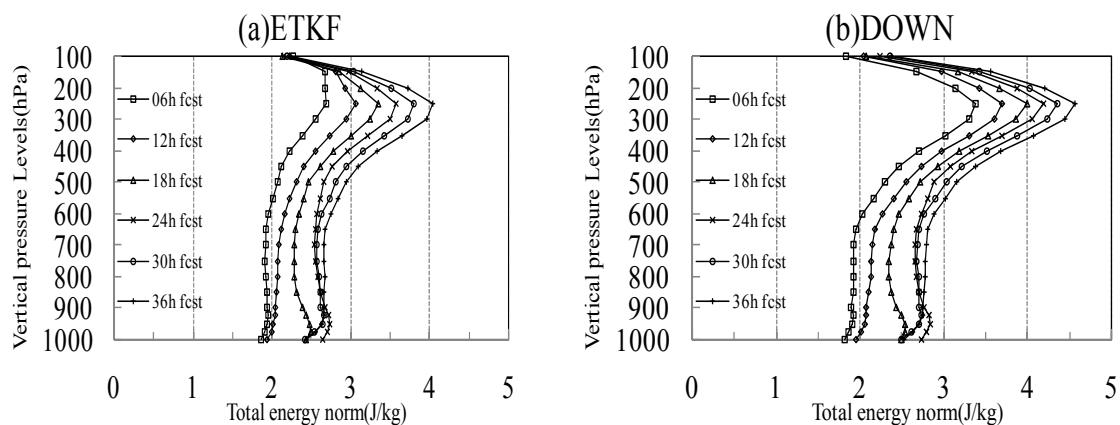 (a)ETKF
Vertical pressure Levels(hPa)
100
200
300
400
500
600
700
800
900
1000
06h fcst
12h fcst
18h fcst
24h fcst
30h fcst
36h fcst
0 1 2 3 4 5
Total energy norm(J/kg)
(b)DOWN
Vertical pressure Levels(hPa)
100
200
300
400
500
600
700
800
900
1000
06h fcst
12h fcst
18h fcst
24h fcst
30h fcst
36h fcst
0 1 2 3 4 5
Total energy norm(J/kg)